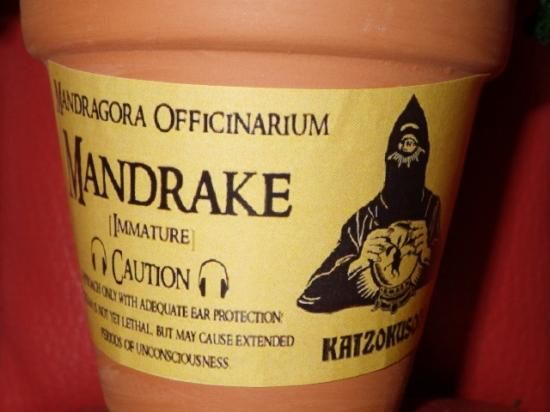 Mandragora Officinarium
Mandrake
[Immature]
Caution
only with adequate ear protection!
is not yet lethal, but may cause extended
periods of unconsciousness.